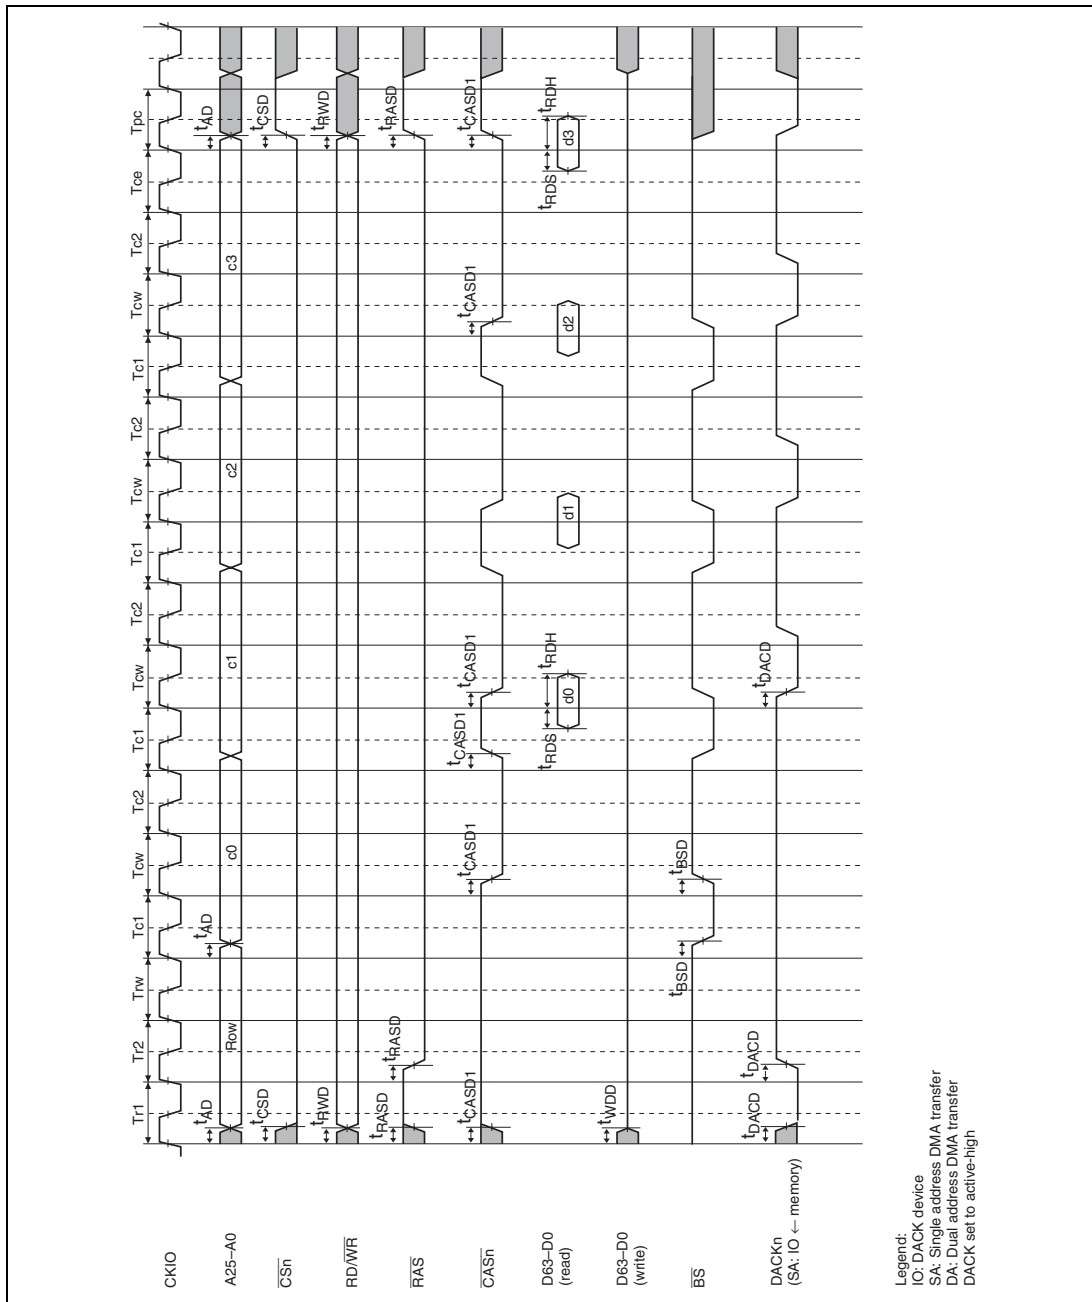 Tr1 Tr2 Trw Tc1 Tcw Tc2 Tc1 Tcw Tc2 Tc1 Tcw Tc2 Tc1 Tcw Tc2 Tce Tpc
CKIO
tAD tAD tAD
A25–A0 Row c0 c1 c2 c3
tCSD tCSD
CSn
tRWD tRWD
RD/WR
tRASD tRASD tRASD
RAS
tCASD1 tCASD1 tCASD1 tCASD1 tCASD1 tCASD1
CASn
tRDS tRDH tRDS tRDH
D63–D0
(read)
d0 d1 d2 d3
tWDD
D63–D0
(write)
tBSD tBSD
BS
tDACD tDACD tDACD
DACKn
(SA: IO ← memory)
Legend:
IO: DACK device
SA: Single address DMA transfer
DA: Dual address DMA transfer
DACK set to active-high